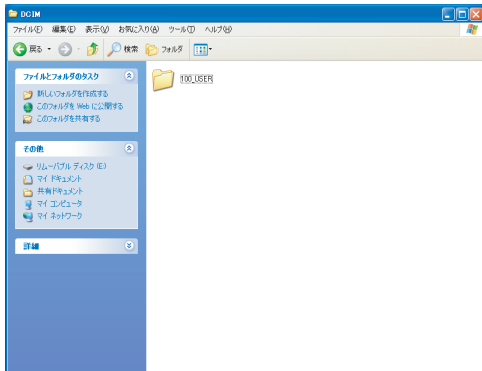 DCIM
ファイル(F) 編集(E) 表示(V) お気に入り(A) ツール(T) ヘルプ(H)
戻る 検索 フォルダ
ファイルとフォルダのタスク
新しいフォルダを作成する
このフォルダを Web に公開する
このフォルダを共有する
その他
リムーバブル ディスク (E)
マイ ドキュメント
共有ドキュメント
マイ コンピュータ
マイ ネットワーク
詳細
100_USER